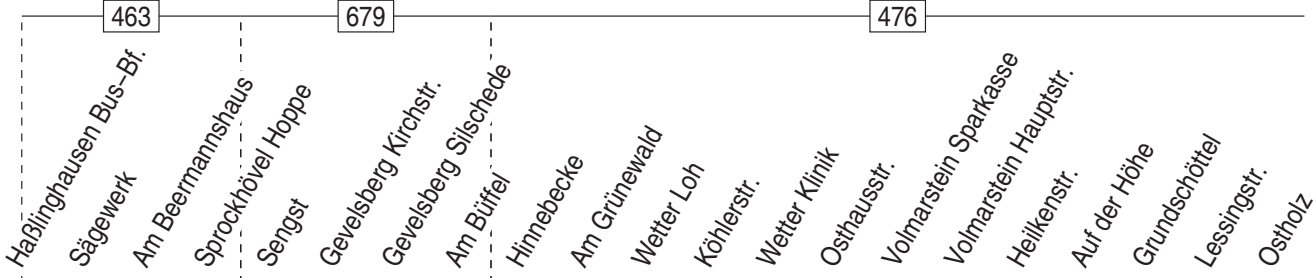 463 679 476
Haßlinghausen Bus–Bf.
Sägewerk
Am Beermannshaus
Sprockhövel Hoppe
Sengst
Gevelsberg Kirchstr.
Gevelsberg Silschede
Am Büffel
Hinnebecke
Am Grünewald
Wetter Loh
Köhlerstr.
Wetter Klinik
Osthausstr.
Volmarstein Sparkasse
Volmarstein Hauptstr.
Heilkenstr.
Auf der Höhe
Grundschöttel
Lessingstr.
Ostholz